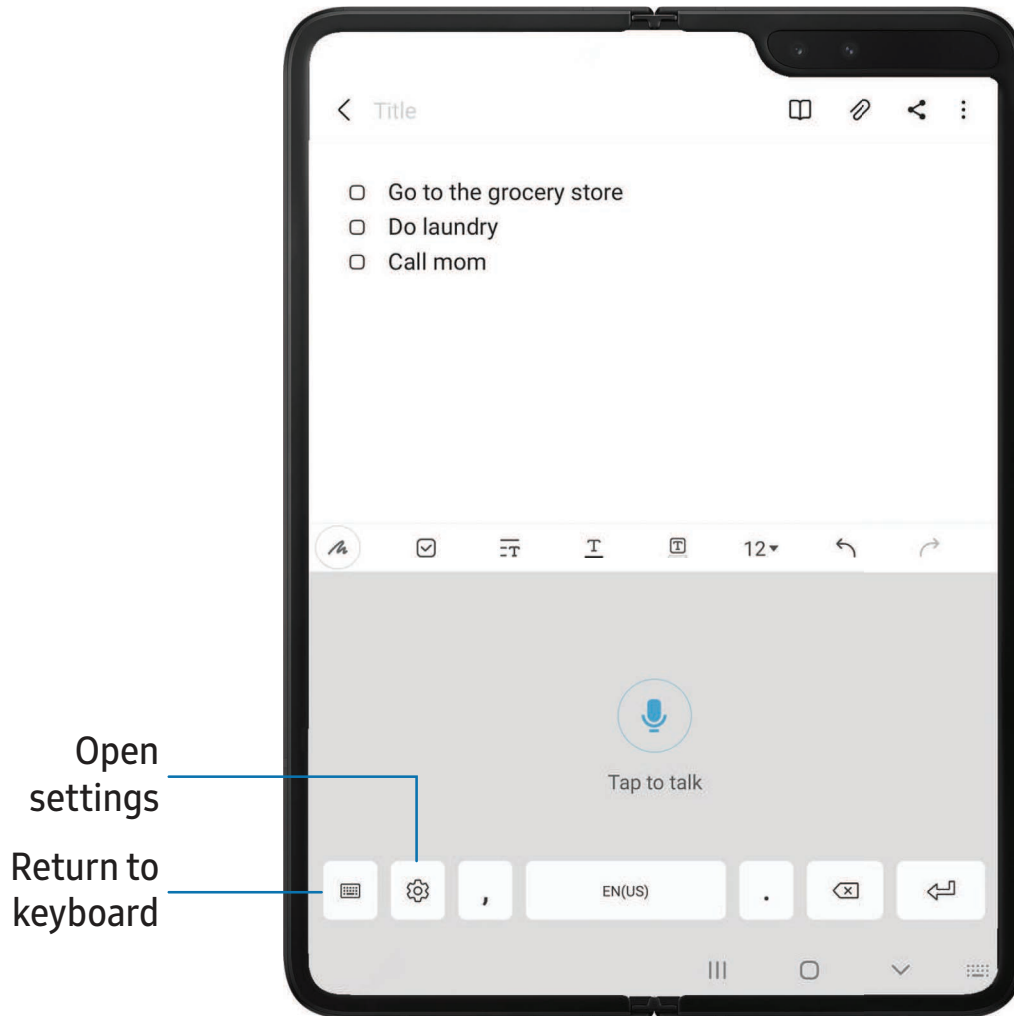 Title
Go to the grocery store
Do laundry
Call mom
T
T
T
12
Tap to talk
Open
settings
Return to
keyboard
,
EN(US)
.